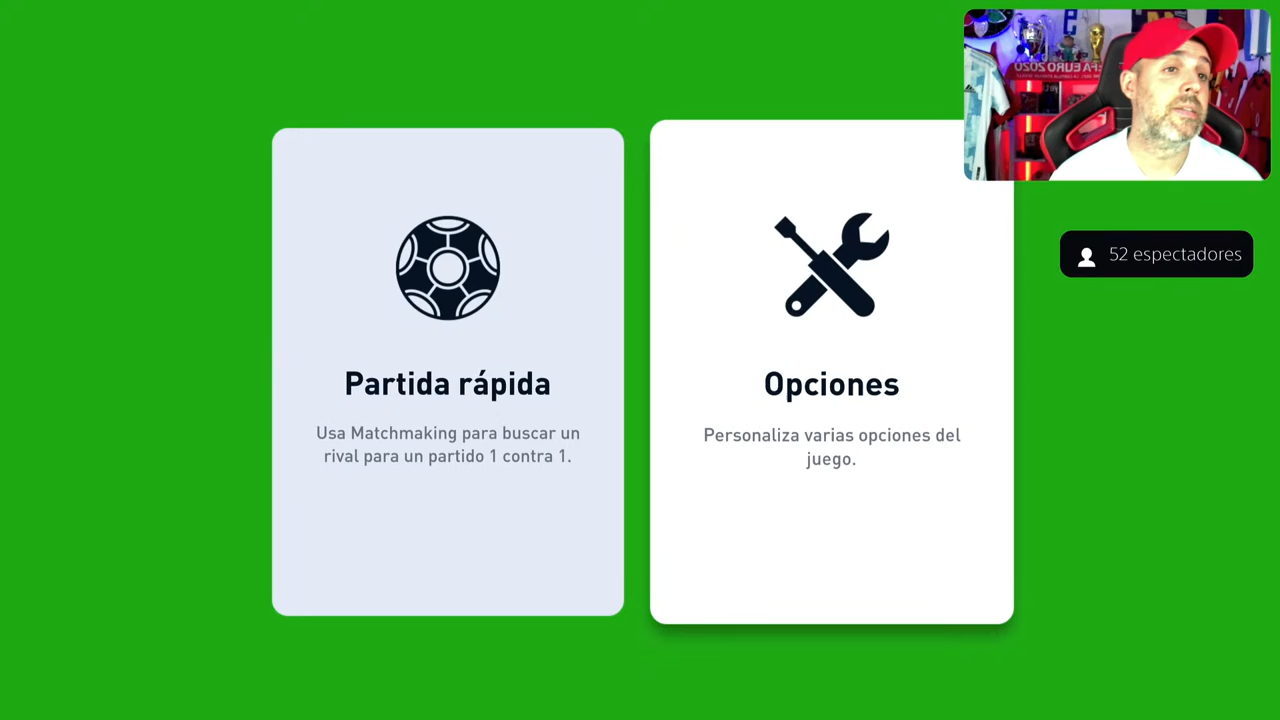 Partida rápida
Usa Matchmaking para buscar un
rival para un partido 1 contra 1.
Opciones
Personaliza varias opciones del
juego.
52 espectadores